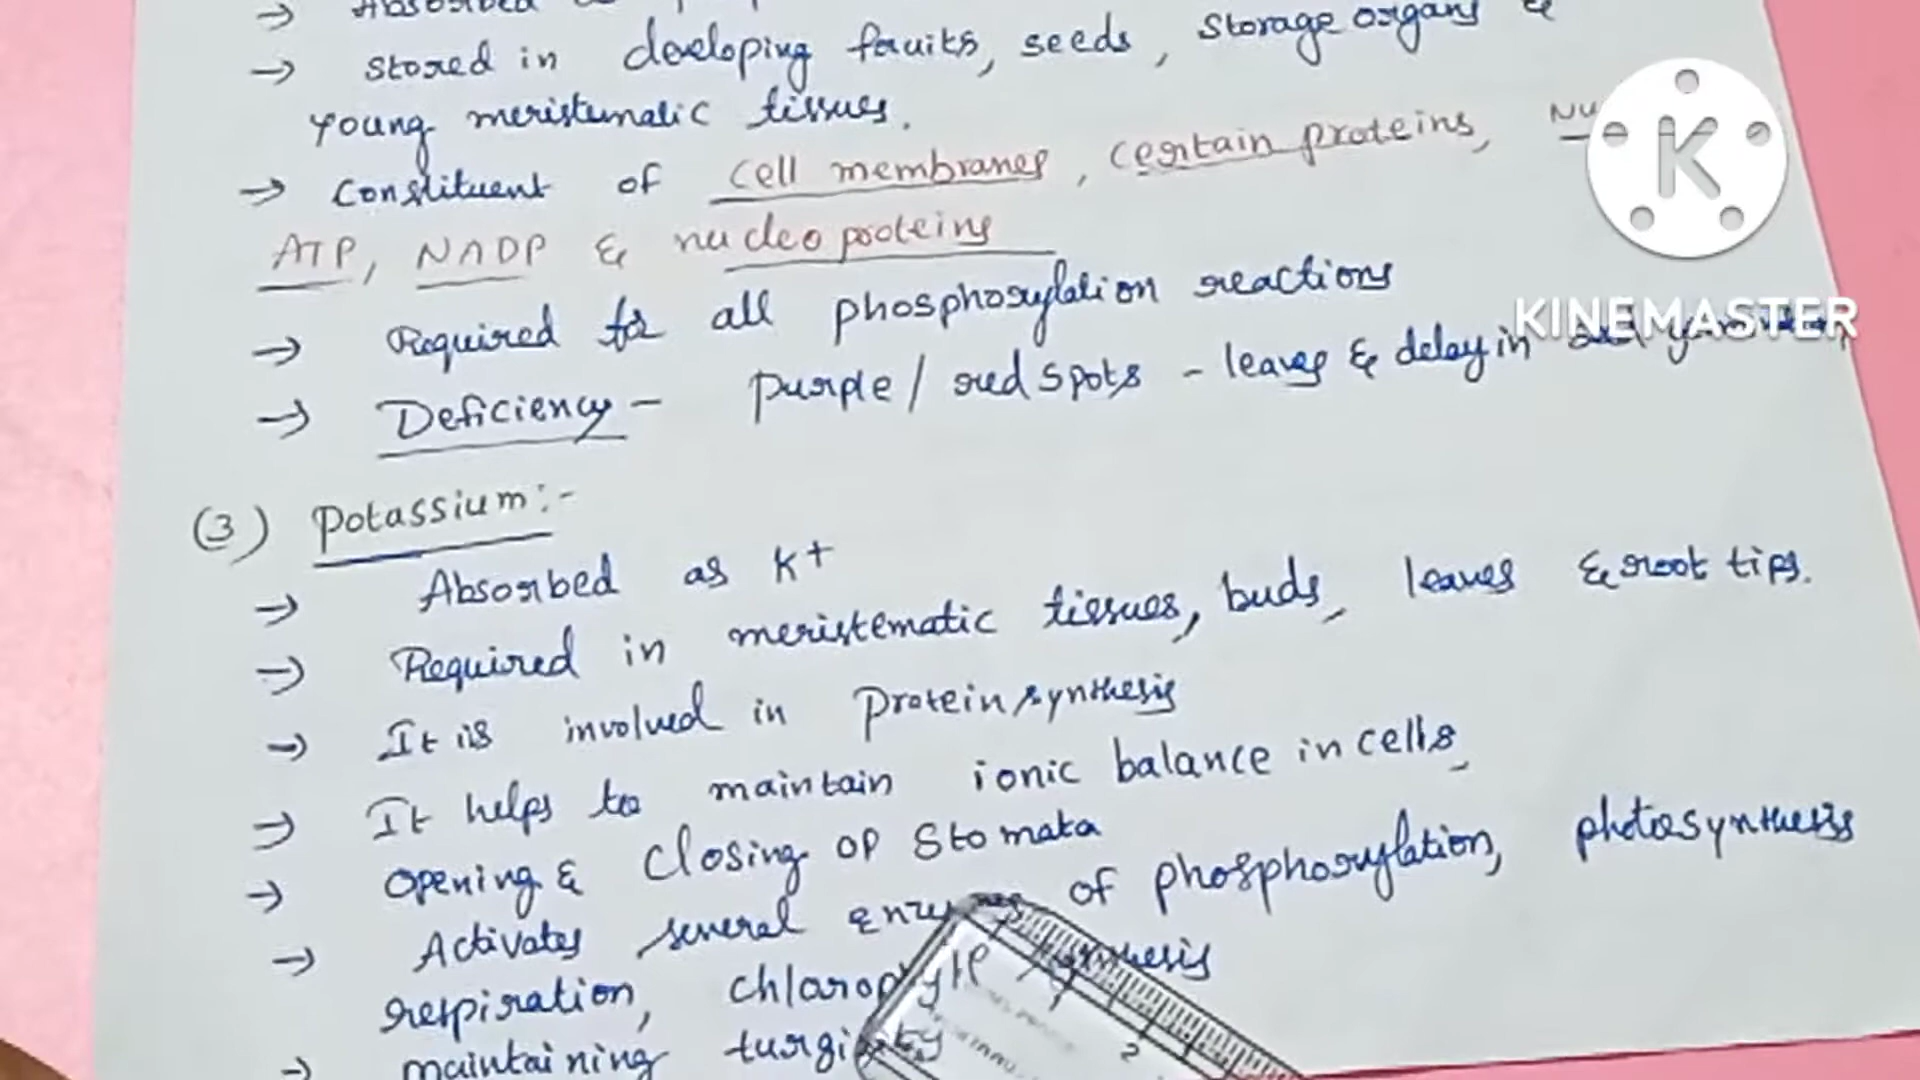 → Absorbed
→ Stored in developing fruits, seeds, Storage organs &
young meristematic tissues.
→ Constituent of cell membranes, certain proteins, Nu
ATP, NADP & nucleoproteins
→ Required for all phosphorylation reactions
→ Deficiency - purple/ red spots - leaves & delay in
KINEMASTER
(3) Potassium:-
→ Absorbed as K+
→ Required in meristematic tissues, buds, leaves & root tips.
→ It is involved in Protein synthesis
→ It helps to maintain ionic balance in cells
→ Opening & Closing of Stomata
→ Activates several of phosphorylation, photosynthesis
respiration,
→ maintaining